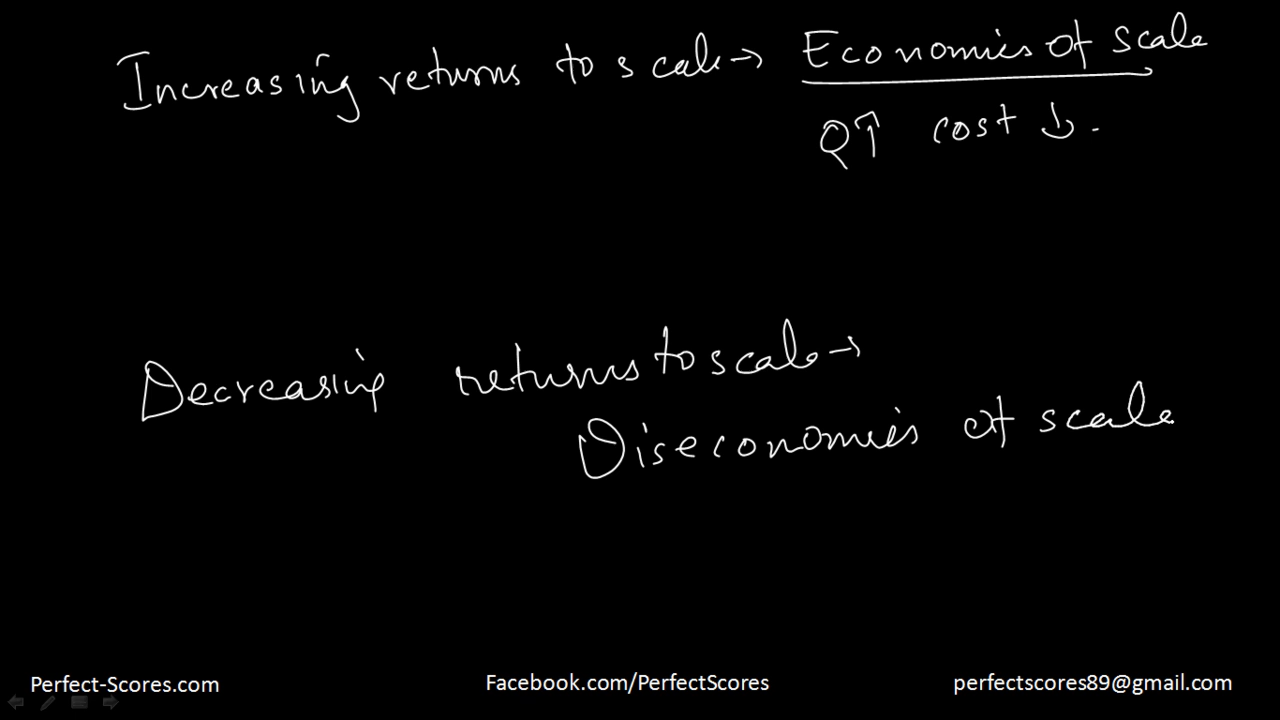 Increasing returns to scale → Economies of scale
Q↑ cost ↓.
Decreasing returns to scale →
Diseconomies of scale
Perfect-Scores.com
Facebook.com/PerfectScores
perfectscores89@gmail.com